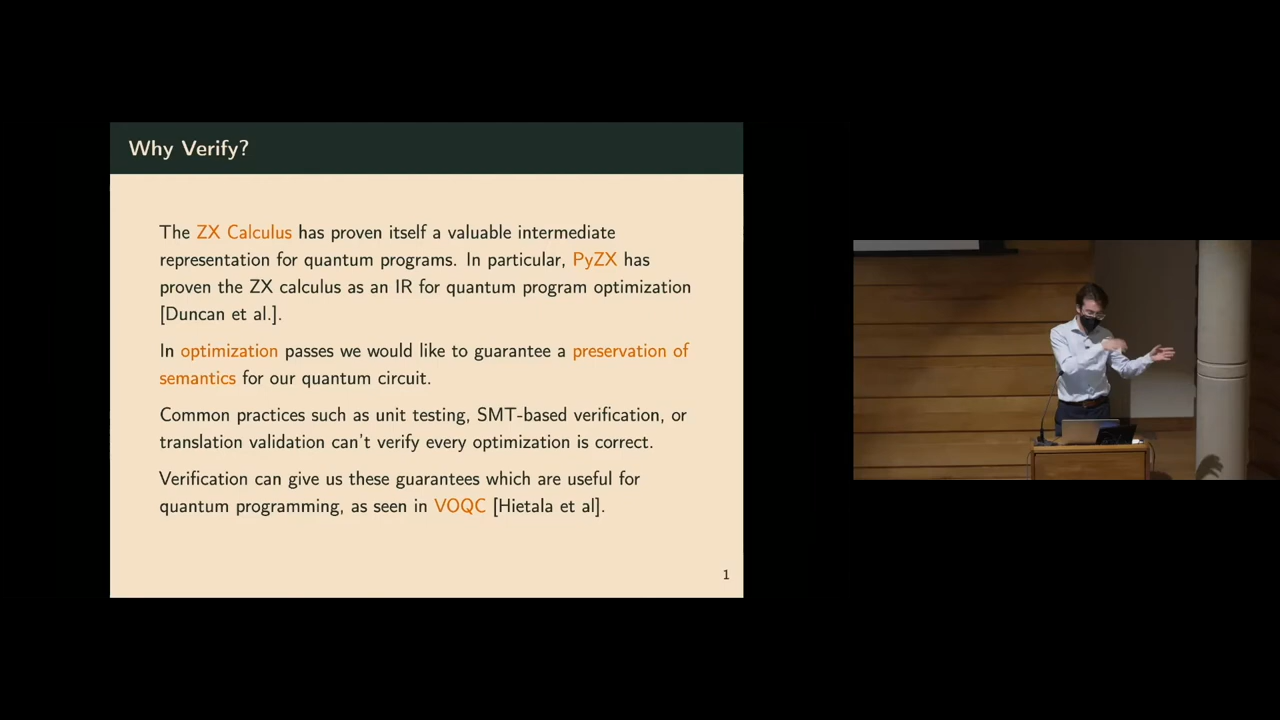 Why Verify?
The ZX Calculus has proven itself a valuable intermediate
representation for quantum programs. In particular, PyZX has
proven the ZX calculus as an IR for quantum program optimization
[Duncan et al.].
In optimization passes we would like to guarantee a preservation of
semantics for our quantum circuit.
Common practices such as unit testing, SMT-based verification, or
translation validation can't verify every optimization is correct.
Verification can give us these guarantees which are useful for
quantum programming, as seen in VOQC [Hietala et al].
1